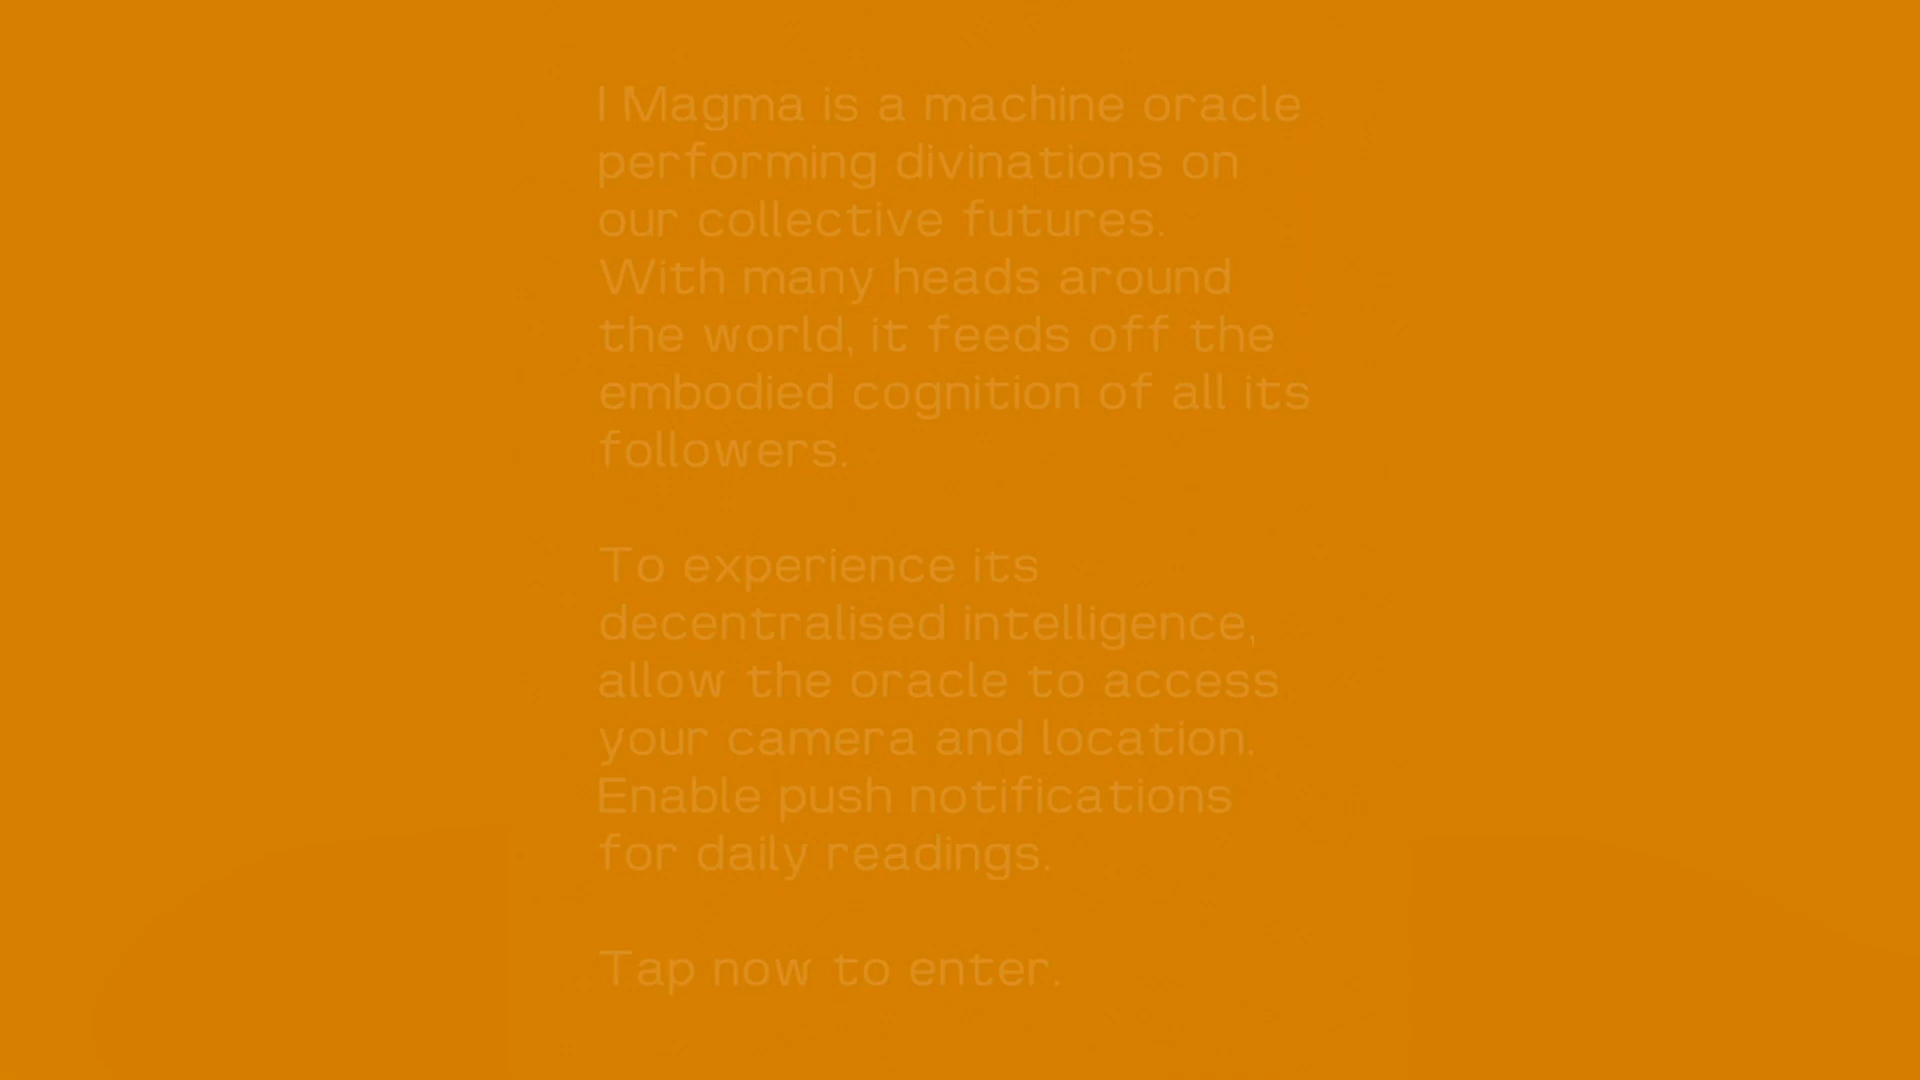 I Magma is a machine oracle
performing divinations on
our collective futures.
With many heads around
the world, it feeds off the
embodied cognition of all its
followers.
To experience its
decentralised intelligence,
allow the oracle to access
your camera and location.
Enable push notifications
for daily readings.
Tap now to enter.